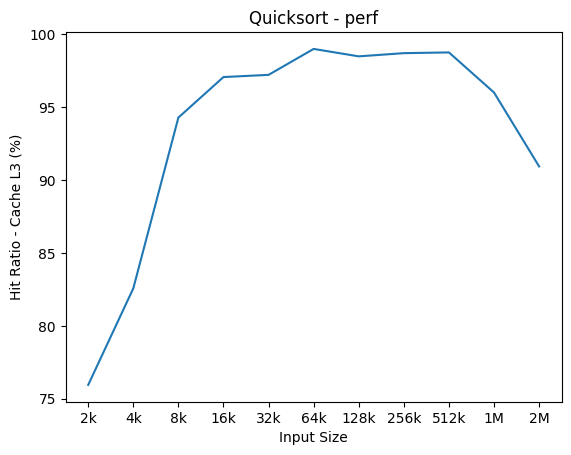 Quicksort - perf
Hit Ratio - Cache L3 (%)
100
95
90
85
80
75
2k 4k 8k 16k 32k 64k 128k 256k 512k 1M 2M
Input Size